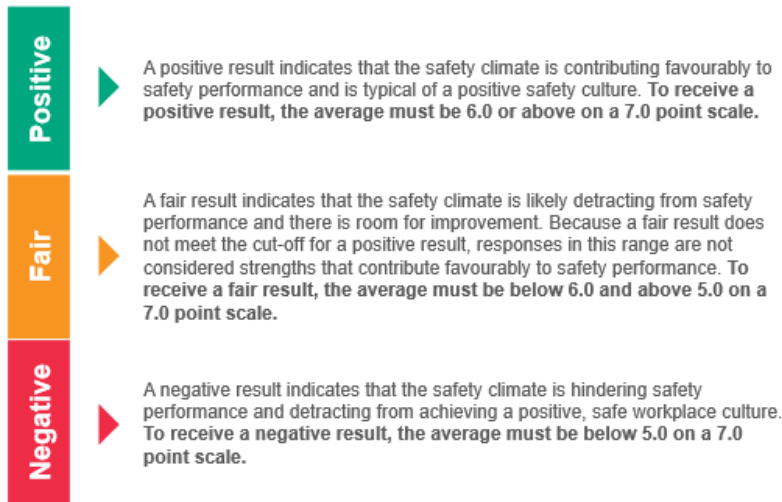 Positive
A positive result indicates that the safety climate is contributing favourably to
safety performance and is typical of a positive safety culture. To receive a
positive result, the average must be 6.0 or above on a 7.0 point scale.
Fair
A fair result indicates that the safety climate is likely detracting from safety
performance and there is room for improvement. Because a fair result does
not meet the cut-off for a positive result, responses in this range are not
considered strengths that contribute favourably to safety performance. To
receive a fair result, the average must be below 6.0 and above 5.0 on a
7.0 point scale.
Negative
A negative result indicates that the safety climate is hindering safety
performance and detracting from achieving a positive, safe workplace culture.
To receive a negative result, the average must be below 5.0 on a 7.0
point scale.